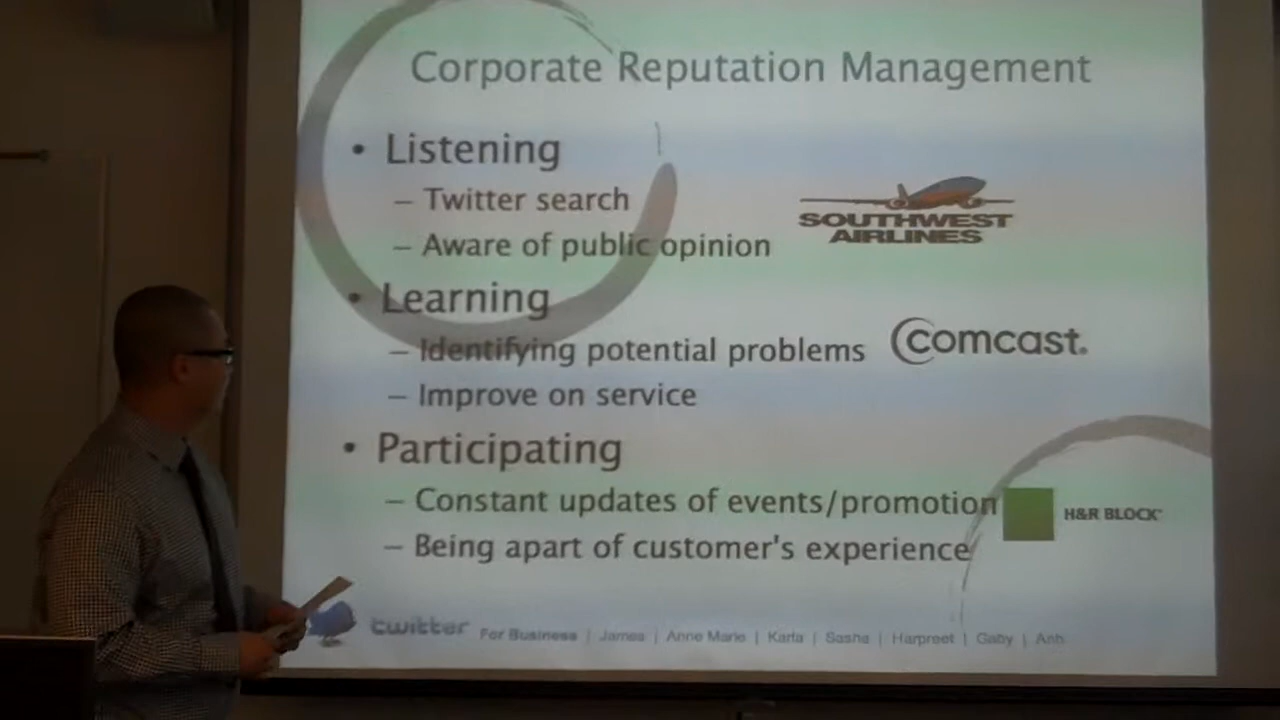 Corporate Reputation Management
• Listening
– Twitter search
– Aware of public opinion
SOUTHWEST
AIRLINES
• Learning
– Identifying potential problems
comcast.
– Improve on service
• Participating
– Constant updates of events/promotion
H&R BLOCK
– Being apart of customer's experience
twitter For Business | James | Anne Marie | Karla | Sasha | Harpreet | Gaby | Anh